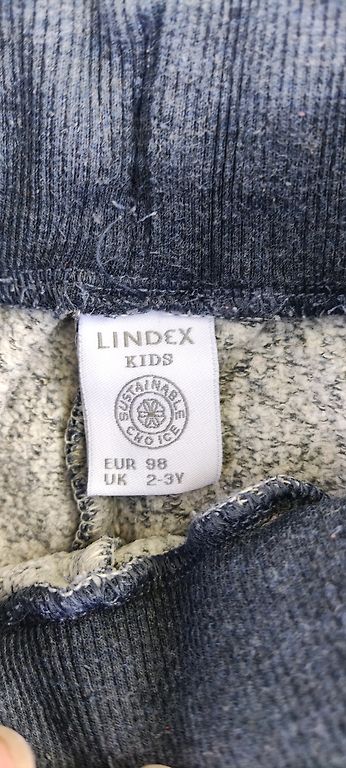 LINDEX
KIDS
SUSTAINABLE
CHOICE
EUR 98
UK 2-3Y